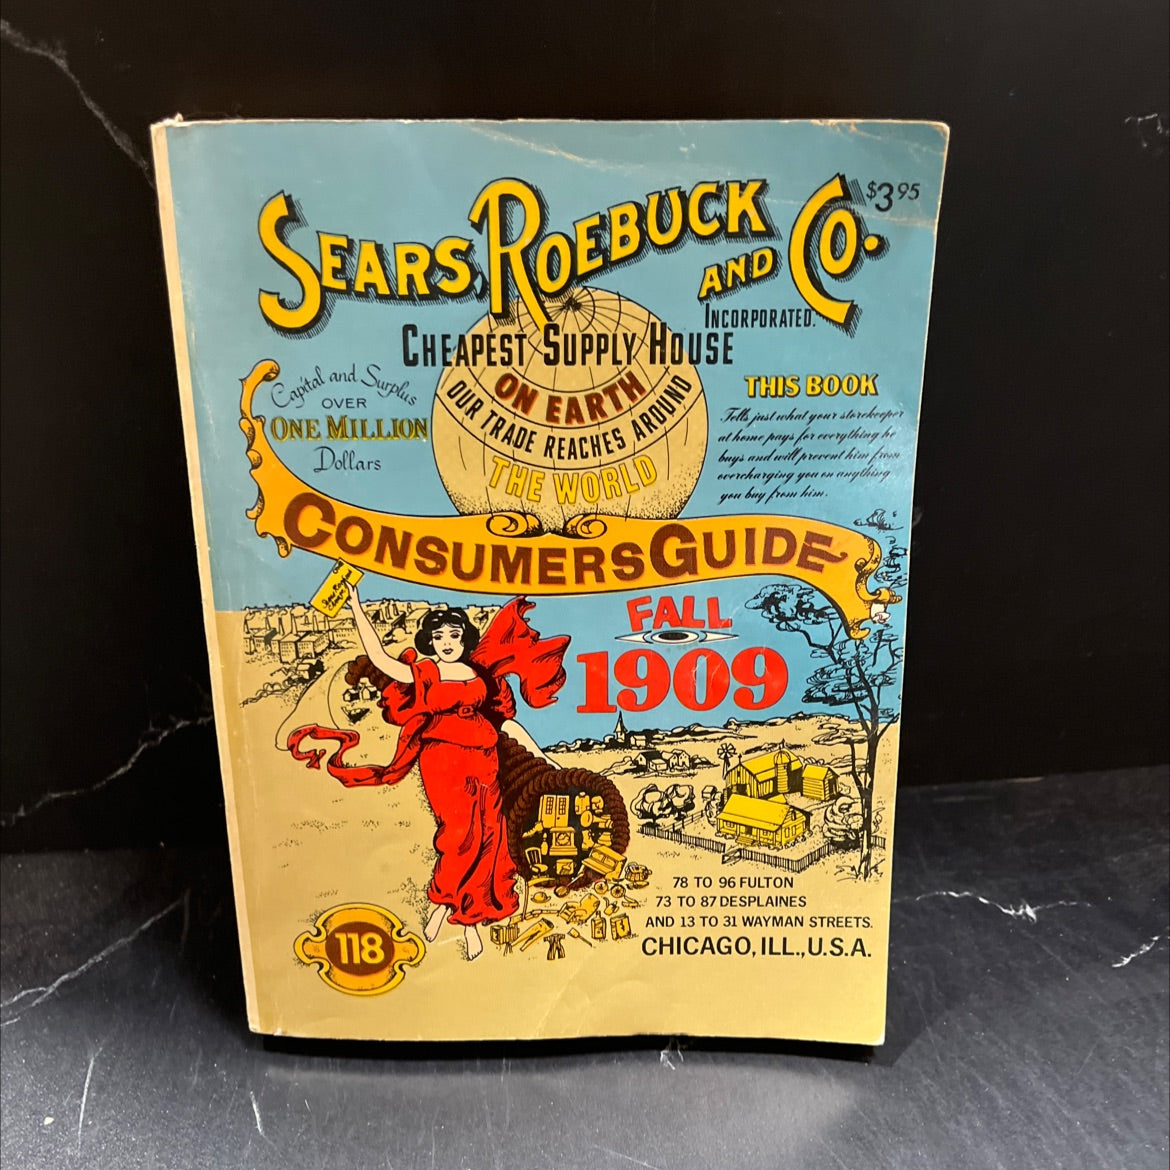 SEARS, ROEBUCK AND CO.
$3.95
INCORPORATED.
CHEAPEST SUPPLY HOUSE
ON EARTH
OUR TRADE REACHES AROUND
THE WORLD
Capital and Surplus
OVER
ONE MILLION
Dollars
THIS BOOK
Tells just what your storekeeper
at home pays for everything he
buys and will prevent him from
overcharging you on anything
you buy from him.
CONSUMERS GUIDE
FALL
1909
78 TO 96 FULTON
73 TO 87 DESPLAINES
AND 13 TO 31 WAYMAN STREETS.
CHICAGO, ILL., U.S.A.
118